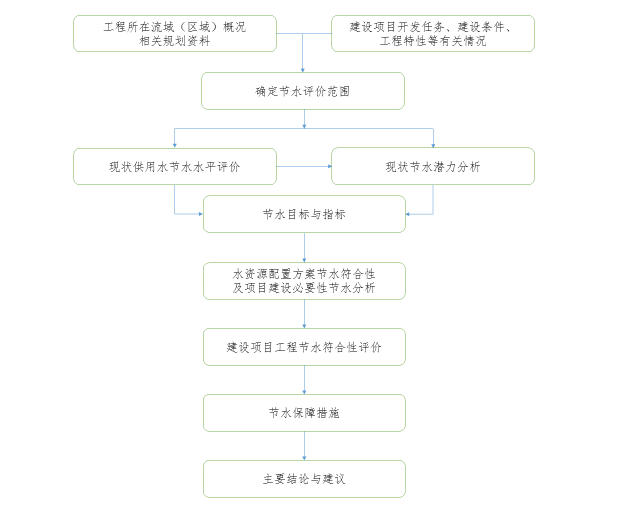 工程所在流域（区域）概况
相关规划资料
建设项目开发任务、建设条件、
工程特性等有关情况
确定节水评价范围
现状供用水节水水平评价
现状节水潜力分析
节水目标与指标
水资源配置方案节水符合性
及项目建设必要性节水分析
建设项目工程节水符合性评价
节水保障措施
主要结论与建议